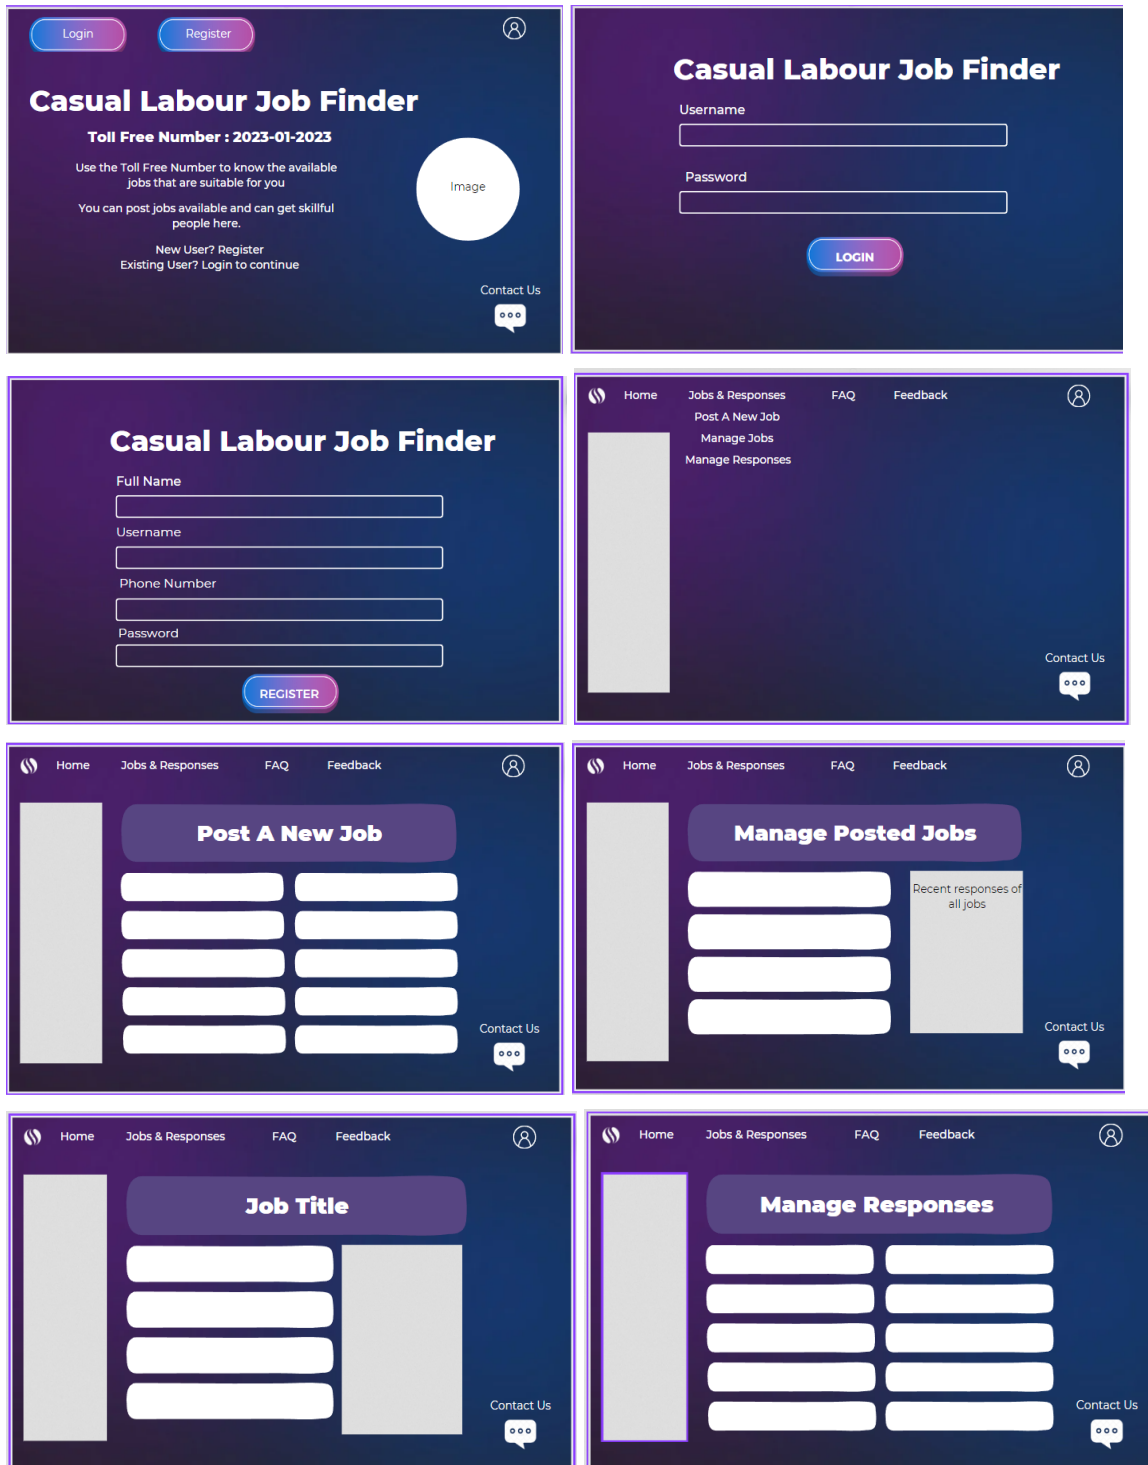 Login
Register
Casual Labour Job Finder
Toll Free Number : 2023-01-2023
Use the Toll Free Number to know the available
jobs that are suitable for you
You can post jobs available and can get skillful
people here.
New User? Register
Existing User? Login to continue
Image
Contact Us
Casual Labour Job Finder
Username
Password
LOGIN
Casual Labour Job Finder
Full Name
Username
Phone Number
Password
REGISTER
Home Jobs & Responses FAQ Feedback
Post A New Job
Manage Jobs
Manage Responses
Contact Us
Home Jobs & Responses FAQ Feedback
Post A New Job
Contact Us
Home Jobs & Responses FAQ Feedback
Manage Posted Jobs
Recent responses of
all jobs
Contact Us
Home Jobs & Responses FAQ Feedback
Job Title
Contact Us
Home Jobs & Responses FAQ Feedback
Manage Responses
Contact Us